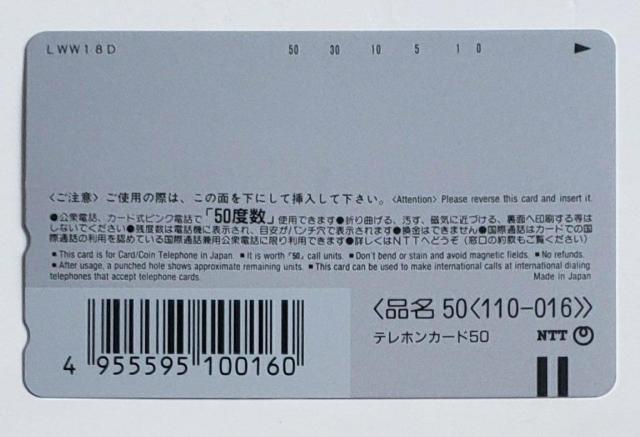 LWW18D 50 30 10 5 1 0
〈ご注意〉ご使用の際は、この面を下にして挿入して下さい。〈Attention〉Please reverse this card and insert it.
●公衆電話、カード式ピンク電話で「50度数」使用できます●折り曲げる、汚す、磁気に近づける、裏面へ印刷する等は
しないでください●残度数は電話機に表示され、目安がパンチ穴で表示されます●換金はできません●国際通話はカードでの国
際通話の利用を認めている国際通話兼用公衆電話に限り利用できます●詳しくはNTTへどうぞ（窓口の約款もご覧ください）
■This card is for Card/Coin Telephone in Japan. ■It is worth「50」call units. ■Don't bend or stain and avoid magnetic fields. ■No refunds.
■After usage, a punched hole shows approximate remaining units. ■This card can be used to make international calls at international dialing
telephones that accept telephone cards. Made in Japan
〈品名 50〈110-016〉〉
テレホンカード50 NTT
4 955595 100160